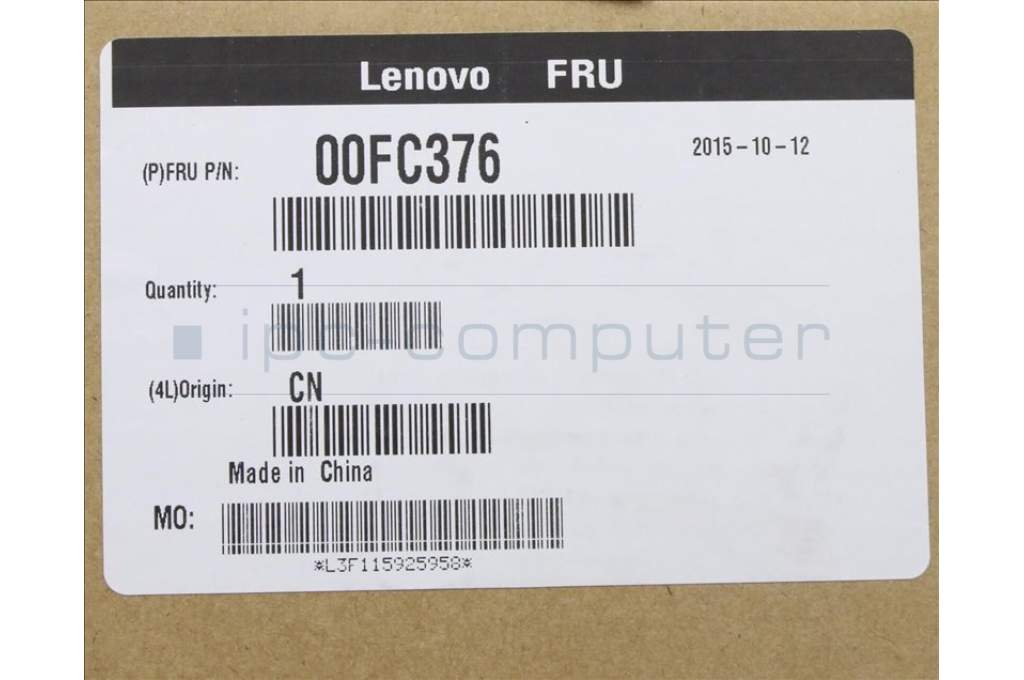 Lenovo FRU
(P)FRU P/N: 00FC376 2015-10-12
Quantity: 1
ipc-computer
(4L)Origin: CN
Made in China
MO:
*L3F115925958*